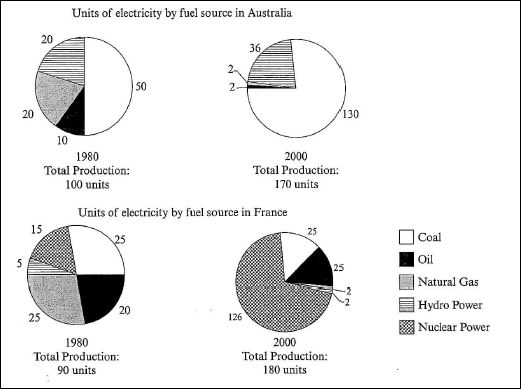 Units of electricity by fuel source in Australia
20
50
20
10
1980
Total Production:
100 units
36
2
2
130
2000
Total Production:
170 units
Units of electricity by fuel source in France
15
25
5
25
20
1980
Total Production:
90 units
25
25
2
2
126
2000
Total Production:
180 units
Coal
Oil
Natural Gas
Hydro Power
Nuclear Power